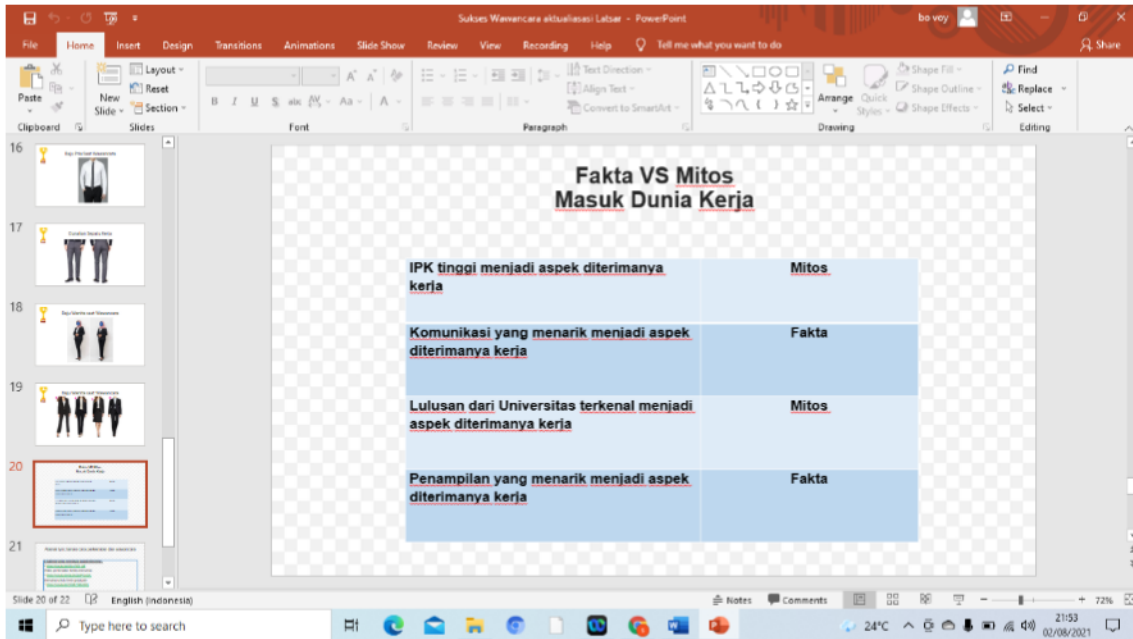 Sukses Wawancara aktualiasasi Latsar - PowerPoint
bo voy
File Home Insert Design Transitions Animations Slide Show Review View Recording Help Tell me what you want to do Share
Paste
New Slide
Layout
Reset
Section
B I U S abc AV Aa A
Text Direction
Align Text
Convert to SmartArt
Arrange
Quick Styles
Shape Fill
Shape Outline
Shape Effects
Find
Replace
Select
Clipboard Slides Font Paragraph Drawing Editing
16
17
18
19
20
21
Fakta VS Mitos
Masuk Dunia Kerja
IPK tinggi menjadi aspek diterimanya Mitos
kerja
Komunikasi yang menarik menjadi aspek Fakta
diterimanya kerja
Lulusan dari Universitas terkenal menjadi Mitos
aspek diterimanya kerja
Penampilan yang menarik menjadi aspek Fakta
diterimanya kerja
Slide 20 of 22 English (Indonesia) Notes Comments 72%
Type here to search
24°C
21:53
02/08/2021